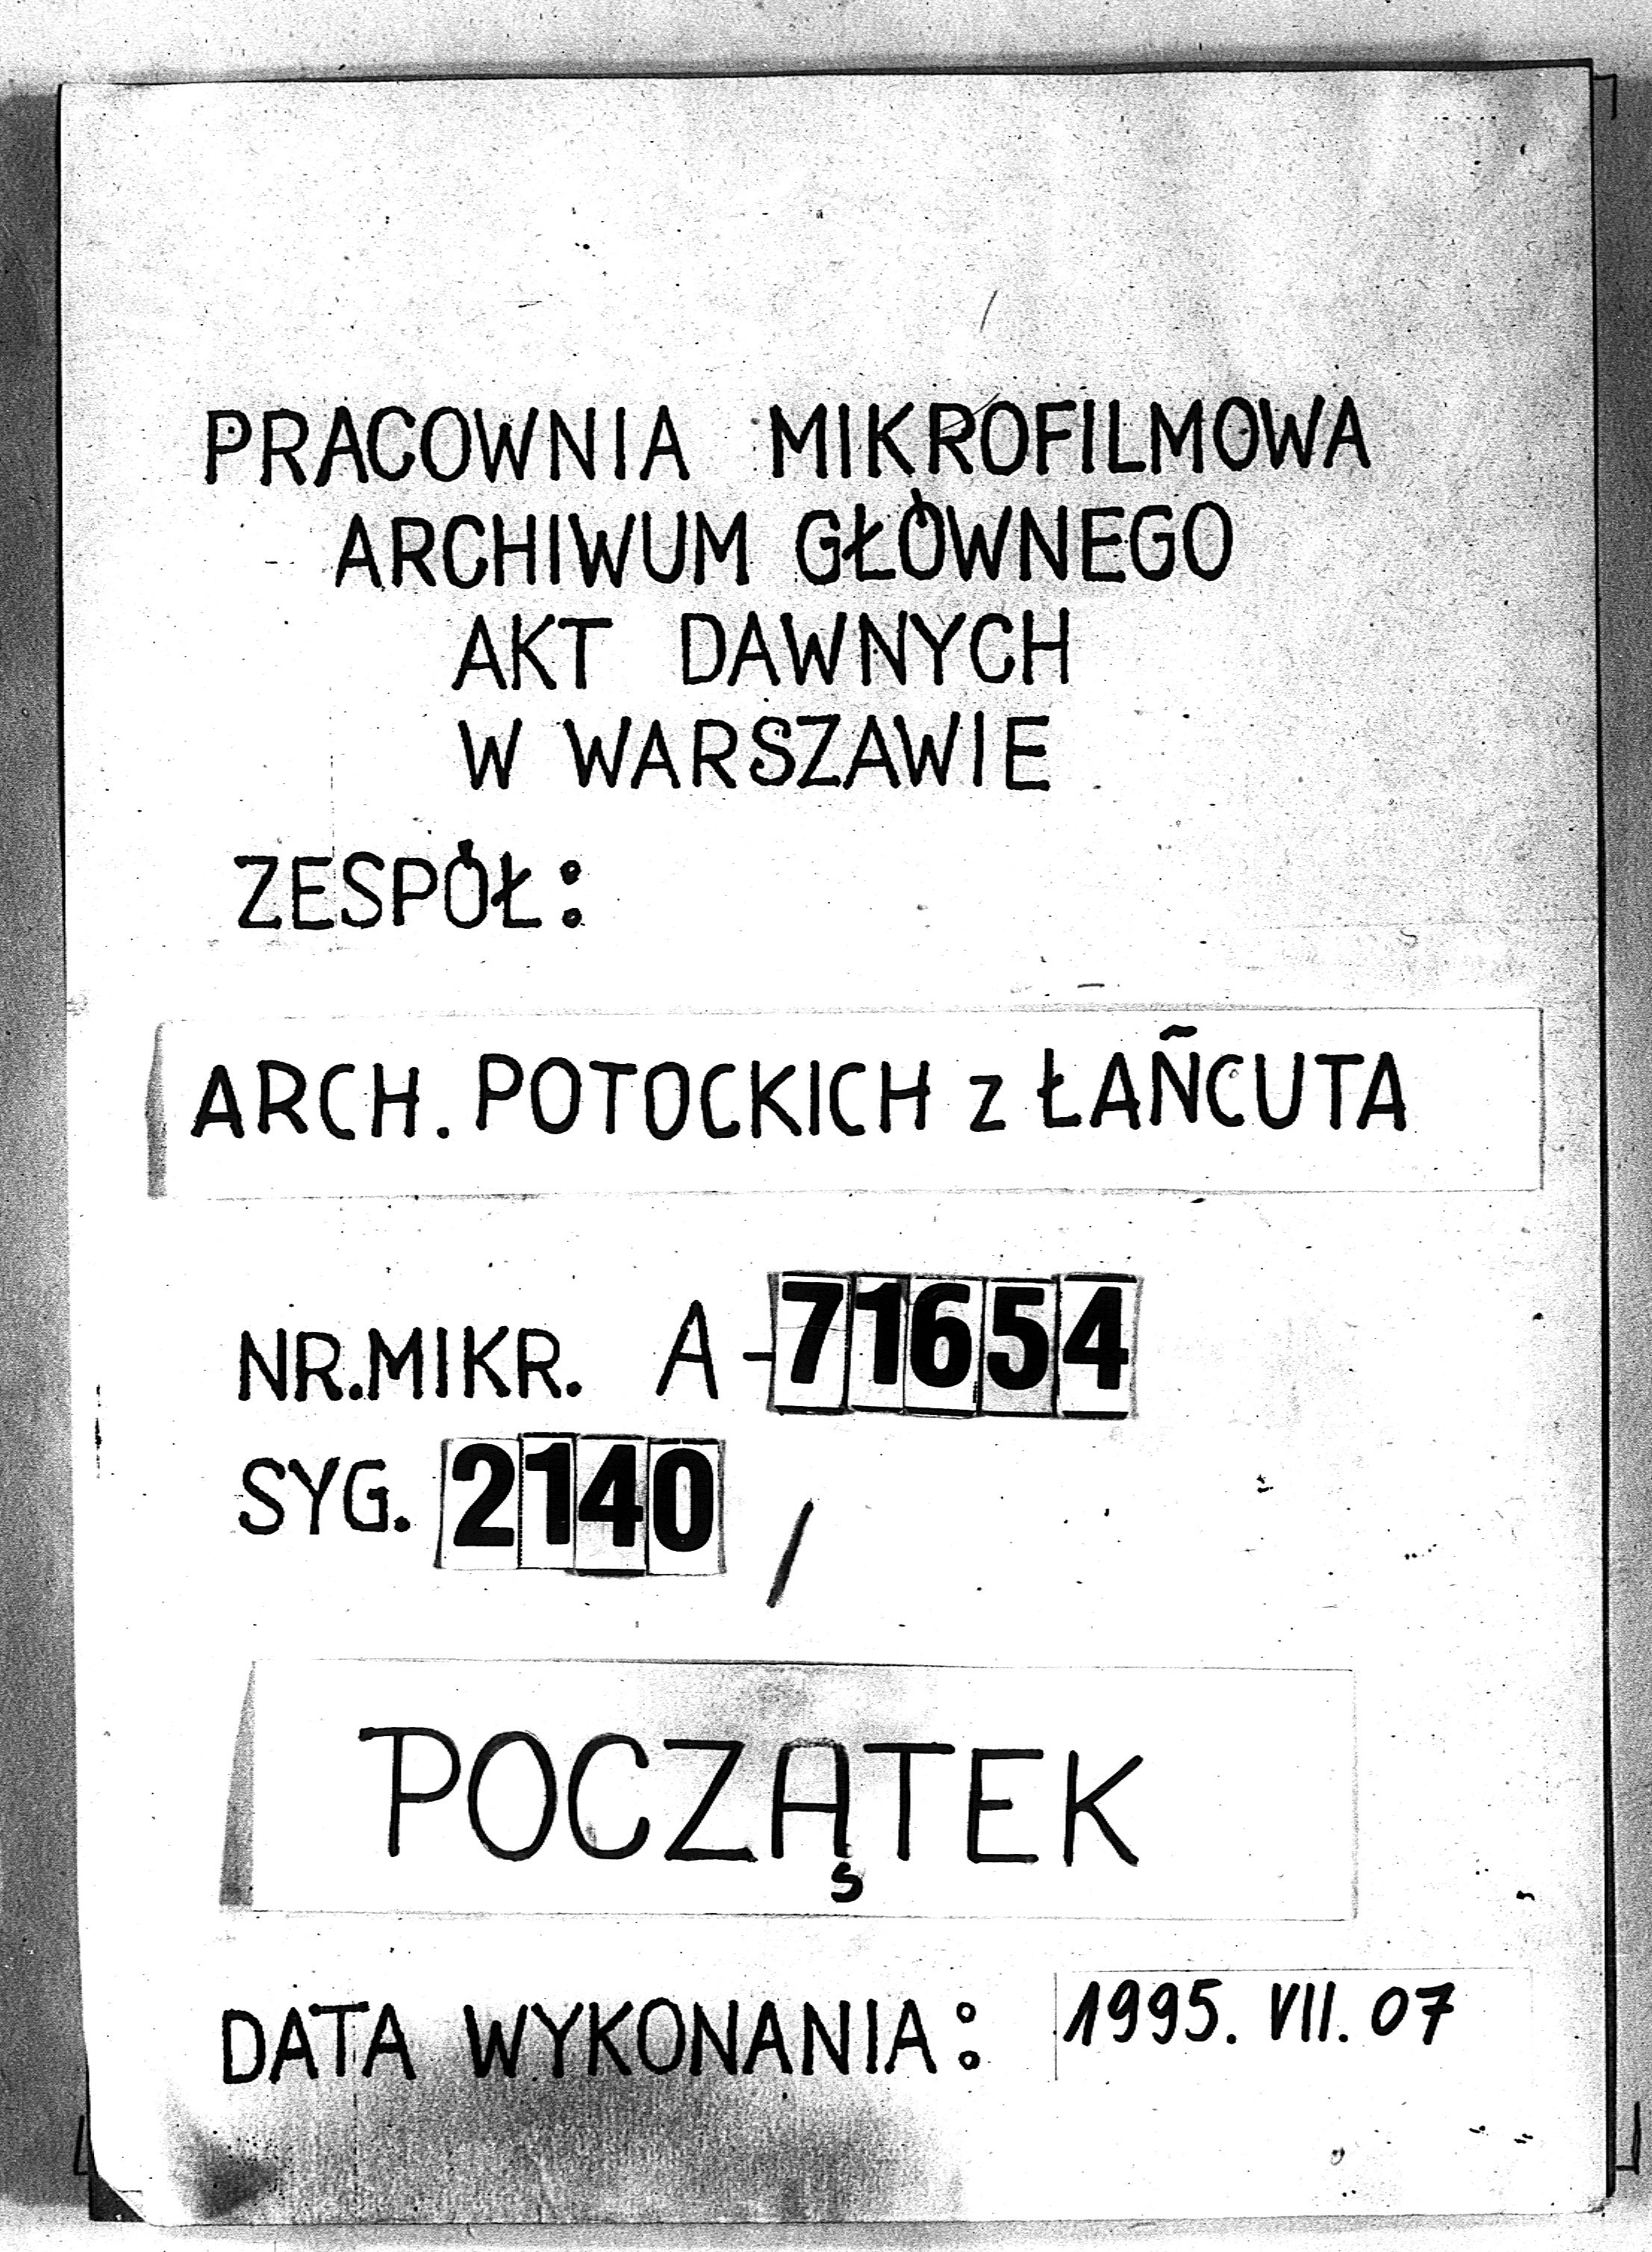 PRACOWNIA MIKROFILMOWA
ARCHIWUM GŁÓWNEGO
AKT DAWNYCH
W WARSZAWIE
ZESPÓŁ:
ARCH. POTOCKICH z ŁAŃCUTA
NR.MIKR. A-71654
SYG. 2140 /
POCZĄTEK
DATA WYKONANIA: 1995. VII. 07